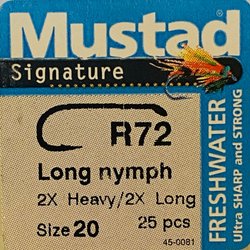 Mustad
Signature
R72
Long nymph
2X Heavy/2X Long
Size 20 25 pcs
45-0081
FRESHWATER
Ultra SHARP and STRONG